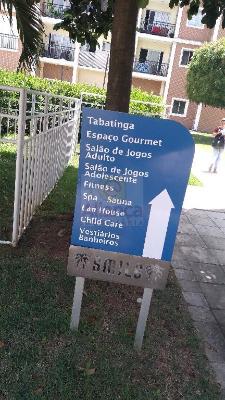 Tabatinga
Espaço Gourmet
Salão de Jogos
Adulto
Salão de Jogos
Adolescente
Fitness
Spa - Sauna
Lan House
Child Care
Vestiários
Banheiros
SMILE